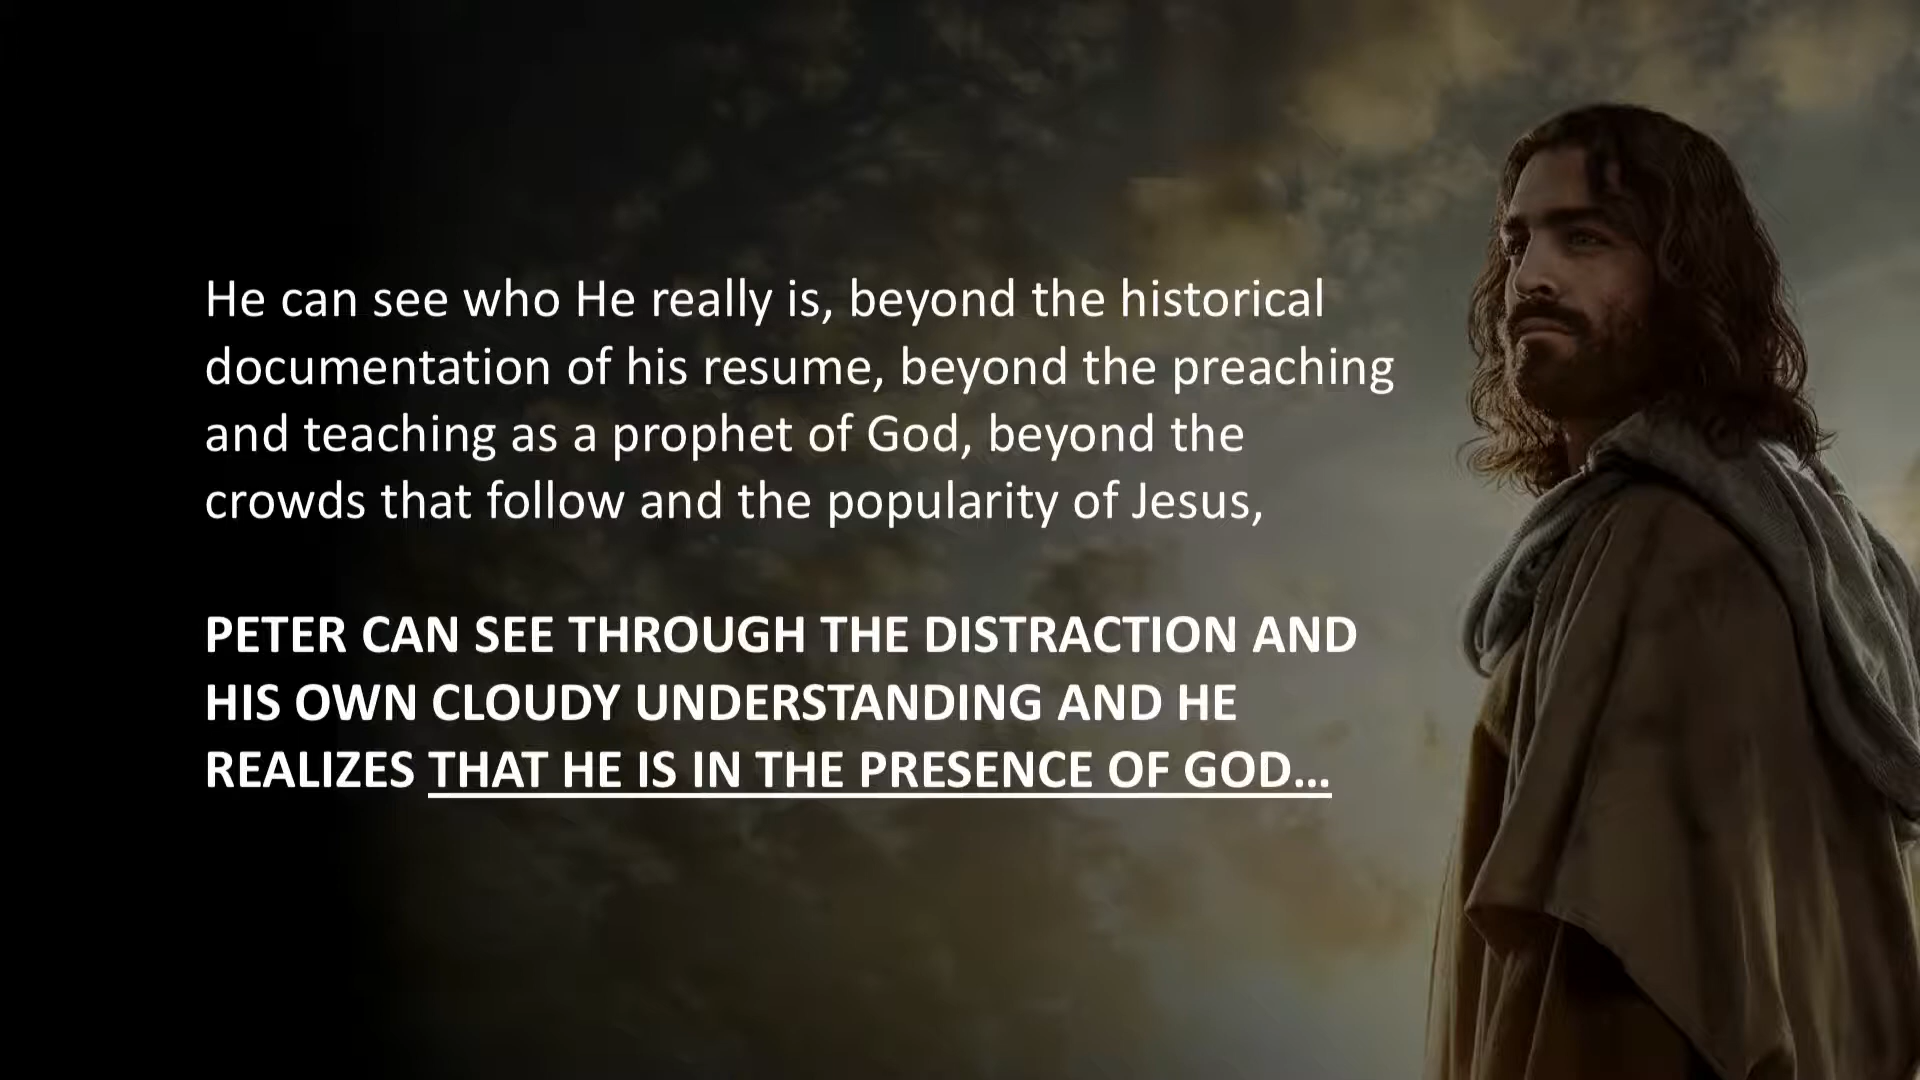 He can see who He really is, beyond the historical
documentation of his resume, beyond the preaching
and teaching as a prophet of God, beyond the
crowds that follow and the popularity of Jesus,
PETER CAN SEE THROUGH THE DISTRACTION AND
HIS OWN CLOUDY UNDERSTANDING AND HE
REALIZES THAT HE IS IN THE PRESENCE OF GOD…